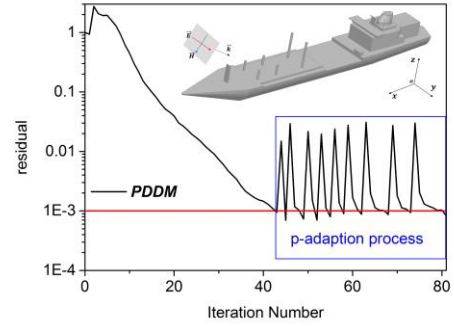 E
k
H
z
o
x
y
1
0.1
0.01
1E-3
1E-4
residual
PDDM
p-adaption process
0
20
40
60
80
Iteration Number